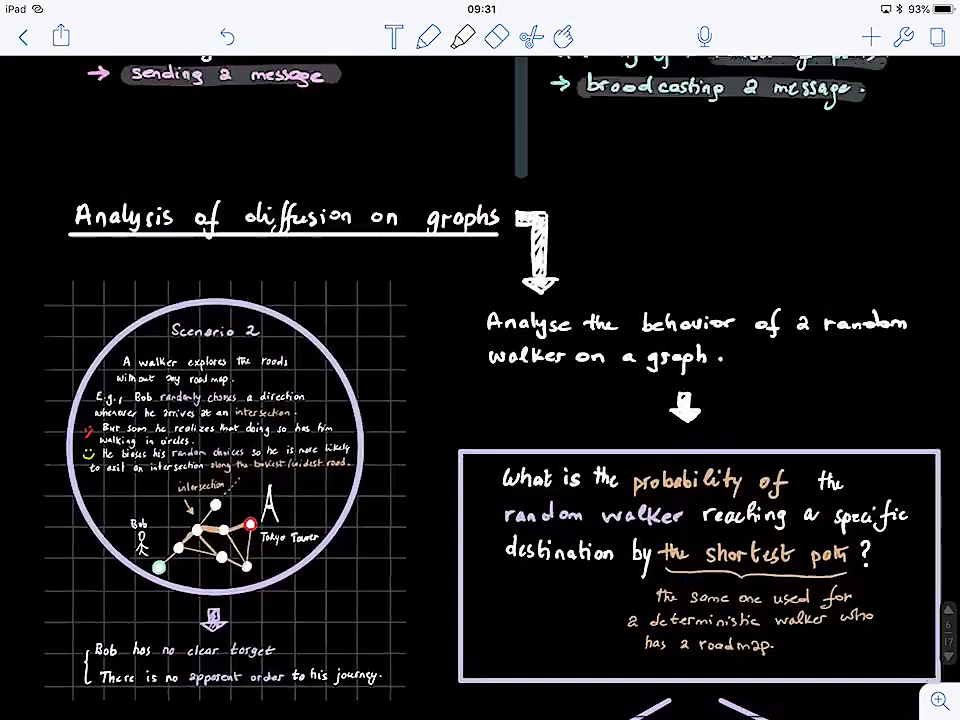 iPad
09:31
93%
→ sending a message
→ broadcasting a message.
Analysis of diffusion on graphs
Analyse the behavior of a random
walker on a graph.
Scenario 2
A walker explores the roads
without any road map.
E.g., Bob randomly chooses a direction
whenever he arrives at an intersection.
But soon he realizes that doing so has him
walking in circles.
He biases his random choices so he is more likely
to exit an intersection along the busiest/widest road.
intersection
Bob
Tokyo Tower
Bob has no clear target
There is no apparent order to his journey.
What is the probability of the
random walker reaching a specific
destination by the shortest path ?
the same one used for
a deterministic walker who
has a roadmap.
6
17